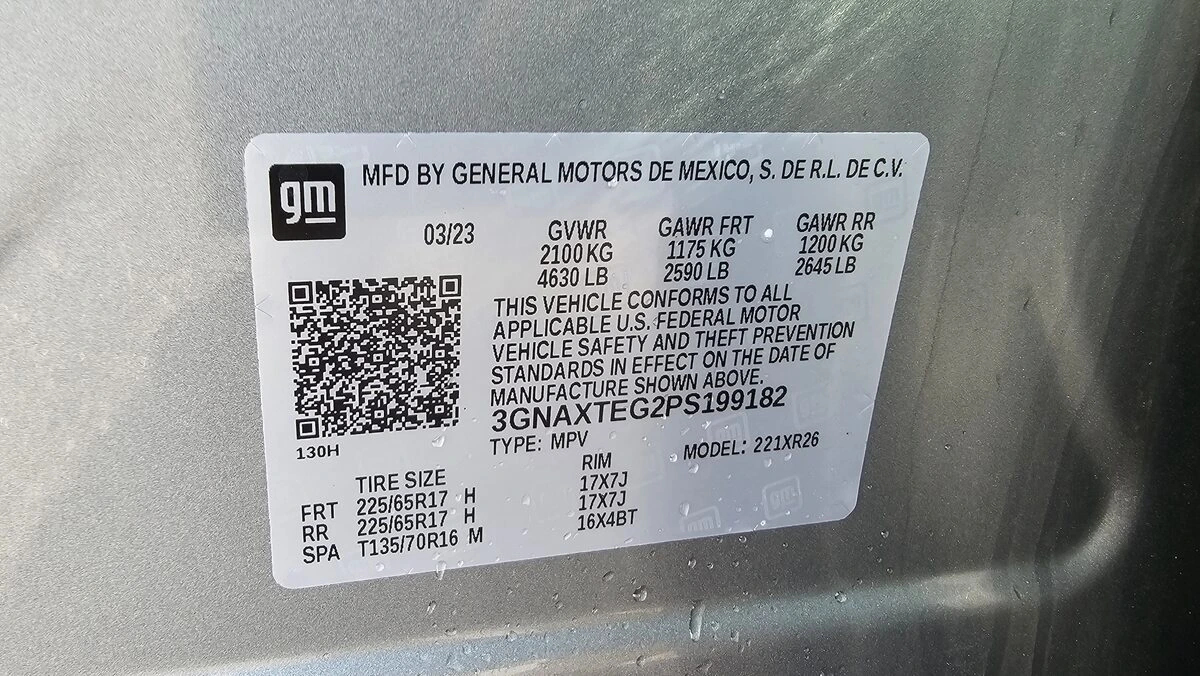 gm
MFD BY GENERAL MOTORS DE MEXICO, S. DE R.L. DE C.V.
03/23 GVWR GAWR FRT GAWR RR
2100 KG 1175 KG 1200 KG
4630 LB 2590 LB 2645 LB
THIS VEHICLE CONFORMS TO ALL
APPLICABLE U.S. FEDERAL MOTOR
VEHICLE SAFETY AND THEFT PREVENTION
STANDARDS IN EFFECT ON THE DATE OF
MANUFACTURE SHOWN ABOVE.
3GNAXTEG2PS199182
130H
TYPE: MPV MODEL: 221XR26
TIRE SIZE RIM
FRT 225/65R17 H 17X7J
RR 225/65R17 H 17X7J
SPA T135/70R16 M 16X4BT